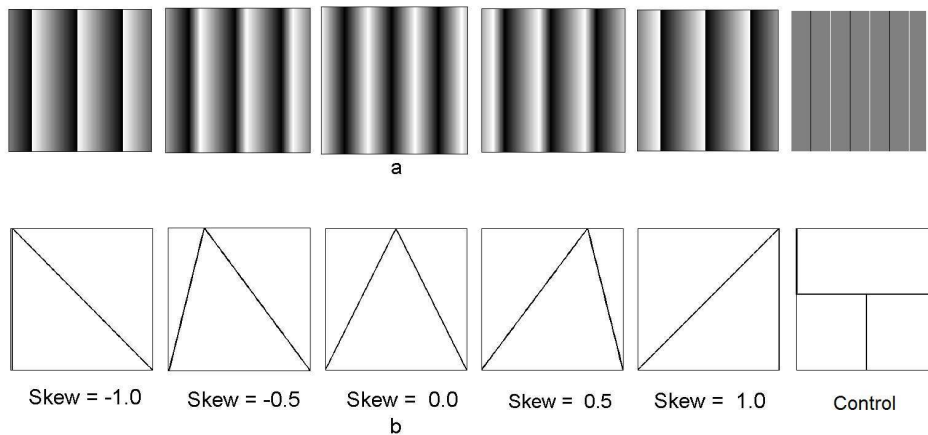 a
Skew = -1.0
Skew = -0.5
Skew = 0.0
Skew = 0.5
Skew = 1.0
Control
b